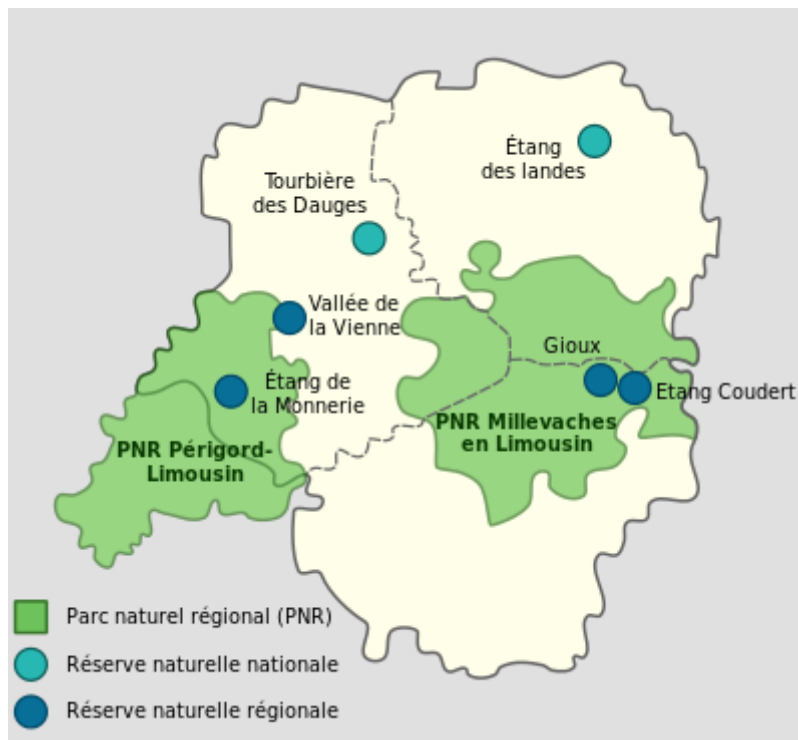 Étang
des landes
Tourbière
des Dauges
Vallée de
la Vienne
Gioux
Étang de
la Monnerie
Etang Coudert
PNR Millevaches
en Limousin
PNR Périgord-
Limousin
Parc naturel régional (PNR)
Réserve naturelle nationale
Réserve naturelle régionale